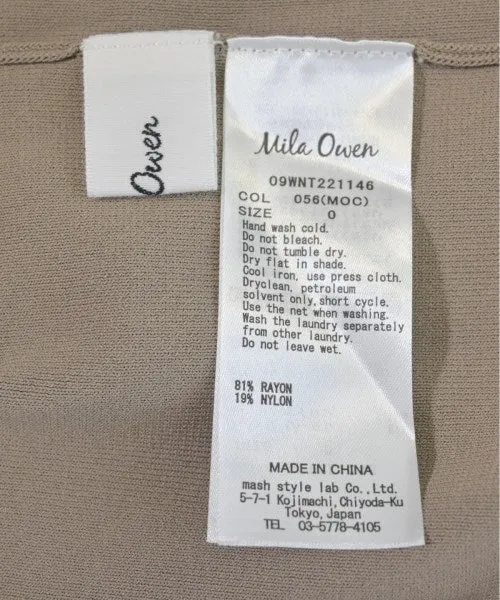 Owen
Mila Owen
09WNT221146
COL 056(MOC)
SIZE 0
Hand wash cold.
Do not bleach.
Do not tumble dry.
Dry flat in shade.
Cool iron, use press cloth.
Dryclean, petroleum
solvent only, short cycle.
Use the net when washing.
Wash the laundry separately
from other laundry.
Do not leave wet.
81% RAYON
19% NYLON
MADE IN CHINA
mash style lab Co.,Ltd.
5-7-1 Kojimachi,Chiyoda-Ku
Tokyo,Japan
TEL 03-5778-4105